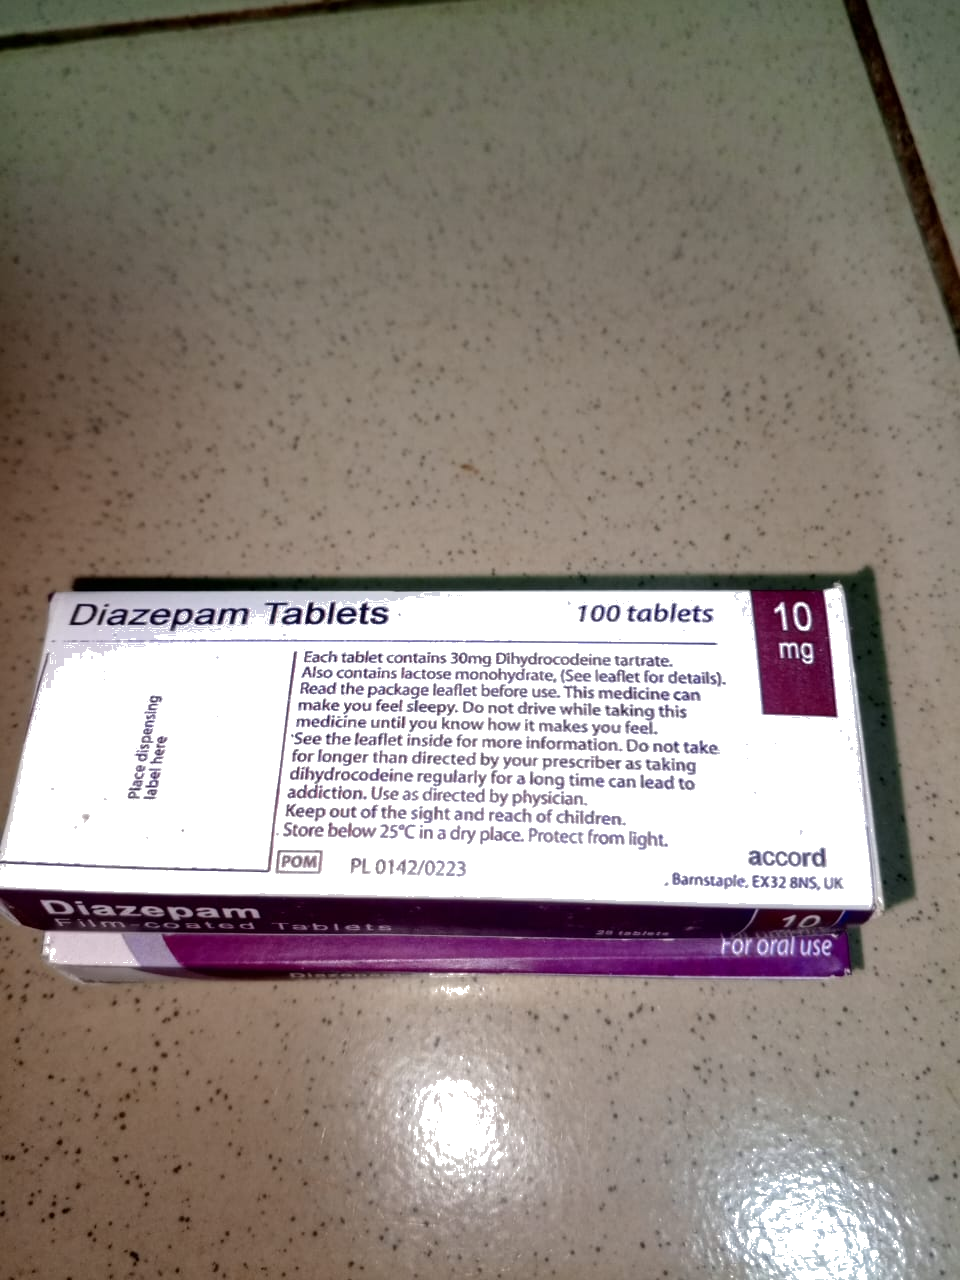 Diazepam Tablets
100 tablets
10
mg
Each tablet contains 30mg Dihydrocodeine tartrate.
Also contains lactose monohydrate, (See leaflet for details).
Read the package leaflet before use. This medicine can
make you feel sleepy. Do not drive while taking this
medicine until you know how it makes you feel.
See the leaflet inside for more information. Do not take
for longer than directed by your prescriber as taking
dihydrocodeine regularly for a long time can lead to
addiction. Use as directed by physician.
Keep out of the sight and reach of children.
Store below 25°C in a dry place. Protect from light.
Place dispensing
label here
POM
PL 0142/0223
accord
Barnstaple, EX32 8NS, UK
Diazepam
Film-coated Tablets
28 tablets
10
For oral use
Diazepam